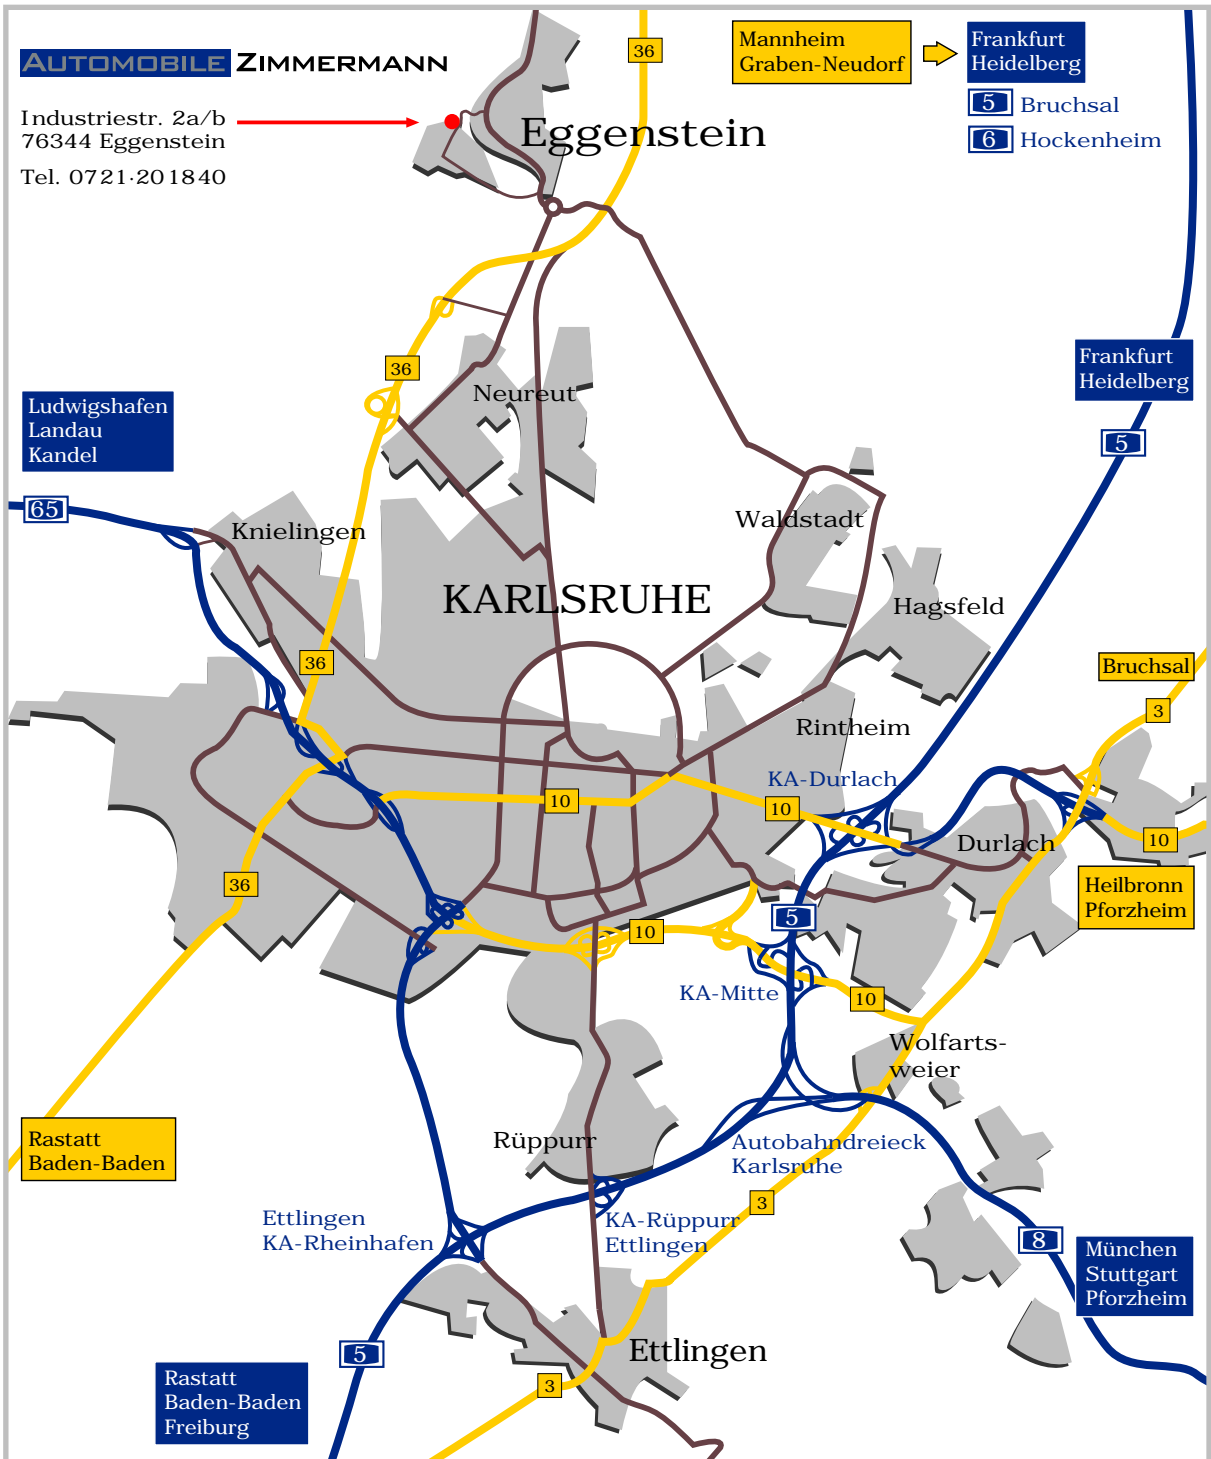 AUTOMOBILE ZIMMERMANN
Industriestr. 2a/b
76344 Eggenstein
Tel. 0721·201840
36
Mannheim
Graben-Neudorf
Frankfurt
Heidelberg
5 Bruchsal
6 Hockenheim
Eggenstein
36
Frankfurt
Heidelberg
5
Neureut
Ludwigshafen
Landau
Kandel
65
Knielingen
Waldstadt
KARLSRUHE
Hagsfeld
36
Bruchsal
3
Rintheim
KA-Durlach
10
10
10
Durlach
36
Heilbronn
Pforzheim
5
10
KA-Mitte
10
Wolfarts-
weier
Rastatt
Baden-Baden
Rüppurr
Autobahndreieck
Karlsruhe
3
Ettlingen
KA-Rheinhafen
KA-Rüppurr
Ettlingen
8
München
Stuttgart
Pforzheim
5
Ettlingen
3
Rastatt
Baden-Baden
Freiburg